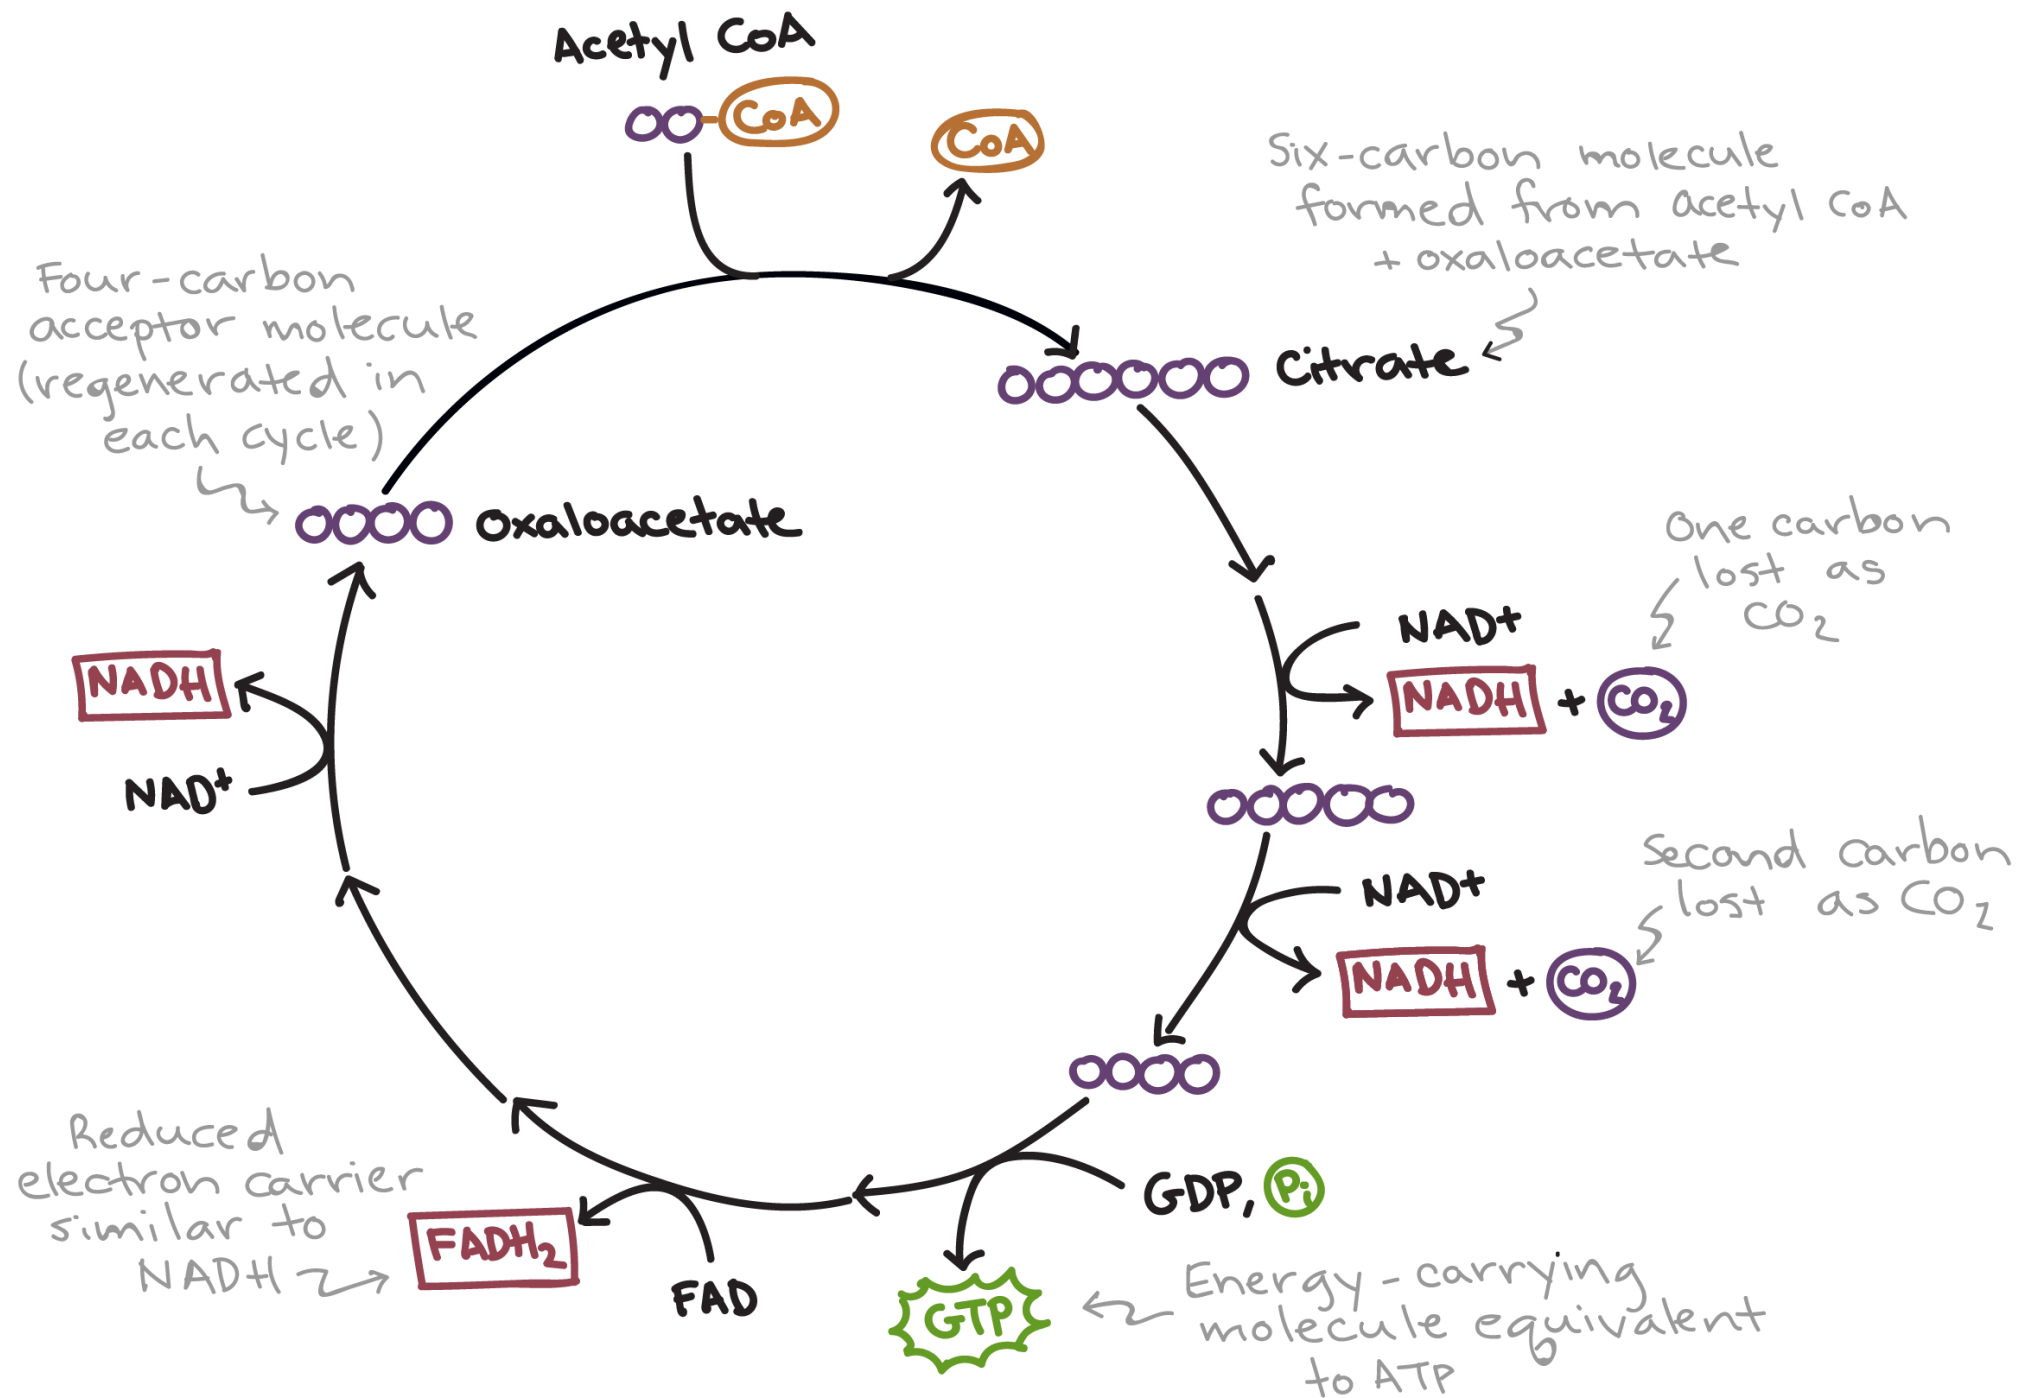 Acetyl CoA
CoA
CoA
Six-carbon molecule
formed from acetyl CoA
+ oxaloacetate
Four-carbon
acceptor molecule
(regenerated in
each cycle)
Citrate
Oxaloacetate
One carbon
lost as
CO₂
NAD⁺
NADH + CO₂
NADH
NAD⁺
Second carbon
lost as CO₂
NAD⁺
NADH + CO₂
Reduced
electron carrier
similar to
NADH
FADH₂
FAD
GDP, Pi
GTP
Energy-carrying
molecule equivalent
to ATP